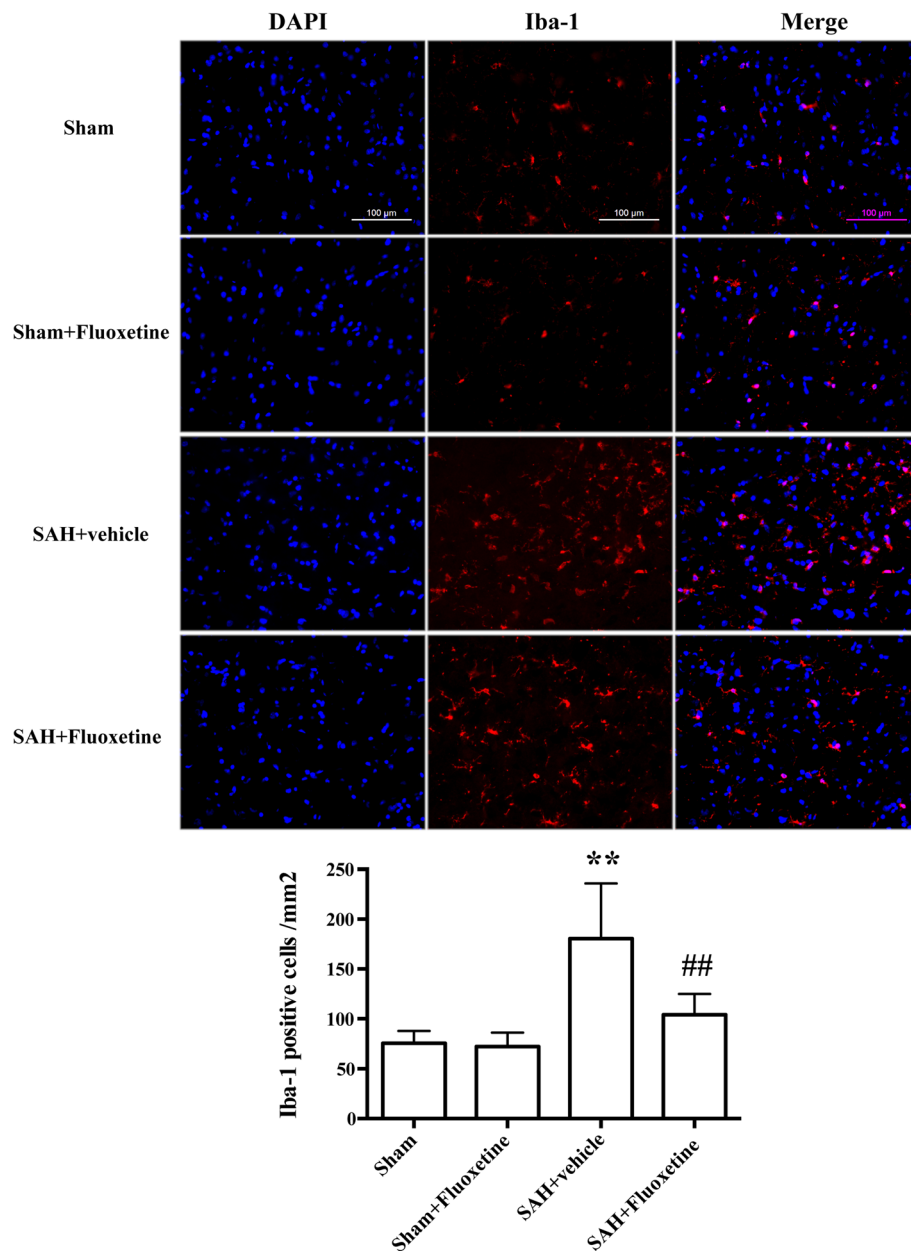 DAPI Iba-1 Merge
Sham
100 μm 100 μm 100 μm
Sham+Fluoxetine
SAH+vehicle
SAH+Fluoxetine
Iba-1 positive cells /mm2
250
200
150
100
50
0
**
##
Sham
Sham+Fluoxetine
SAH+vehicle
SAH+Fluoxetine